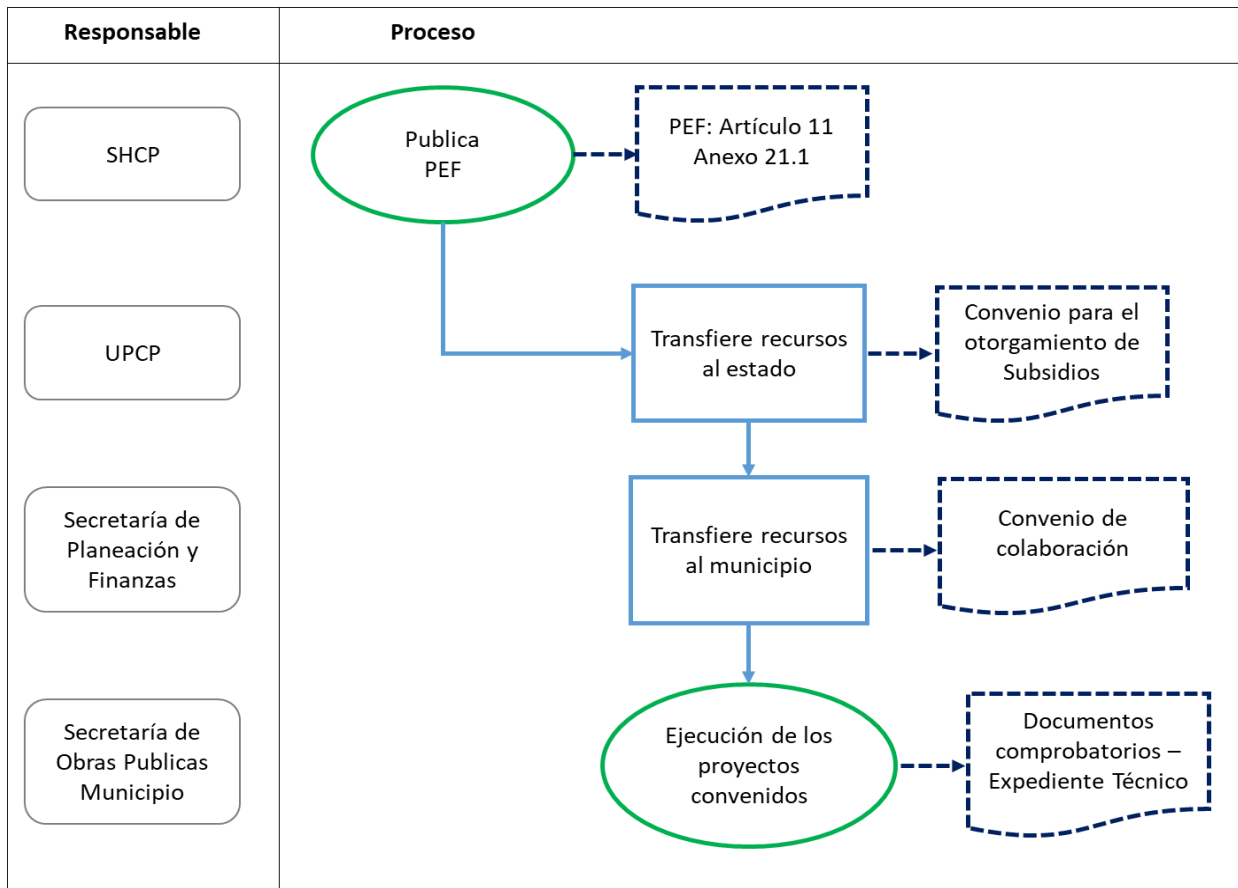 Responsable
Proceso
SHCP
Publica
PEF
PEF: Artículo 11
Anexo 21.1
UPCP
Transfiere recursos
al estado
Convenio para el
otorgamiento de
Subsidios
Secretaría de
Planeación y
Finanzas
Transfiere recursos
al municipio
Convenio de
colaboración
Secretaría de
Obras Publicas
Municipio
Ejecución de los
proyectos
convenidos
Documentos
comprobatorios –
Expediente Técnico